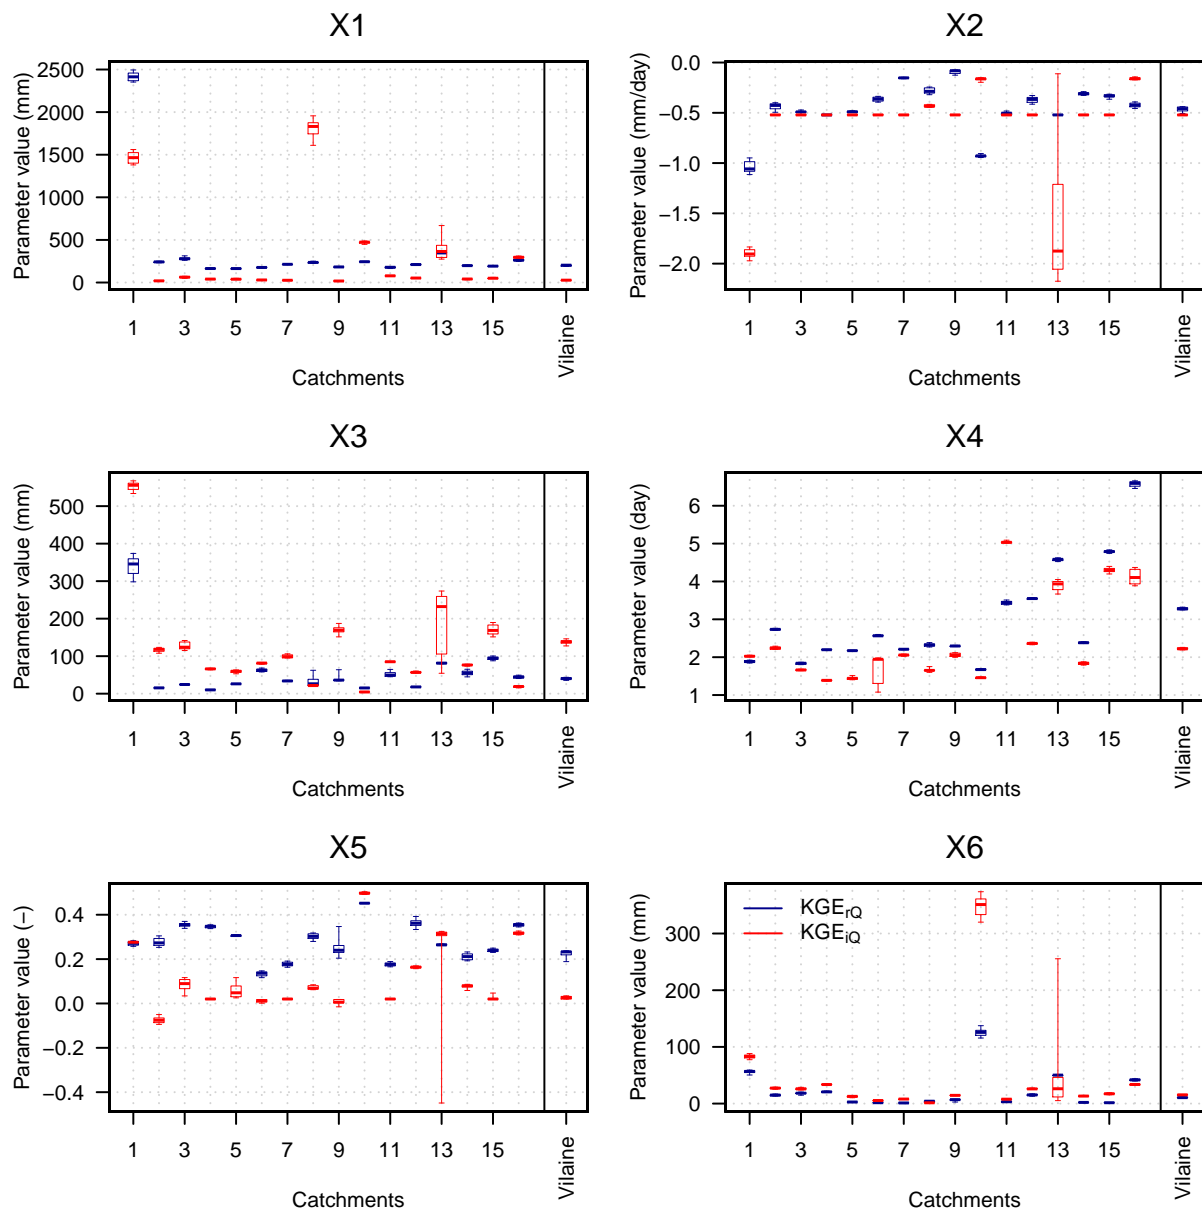 X1
Parameter value (mm)
2500
2000
1500
1000
500
0
1 3 5 7 9 11 13 15 Vilaine
Catchments
X2
Parameter value (mm/day)
0.0
−0.5
−1.0
−1.5
−2.0
1 3 5 7 9 11 13 15 Vilaine
Catchments
X3
Parameter value (mm)
500
400
300
200
100
0
1 3 5 7 9 11 13 15 Vilaine
Catchments
X4
Parameter value (day)
6
5
4
3
2
1
1 3 5 7 9 11 13 15 Vilaine
Catchments
X5
Parameter value (−)
0.4
0.2
0.0
−0.2
−0.4
1 3 5 7 9 11 13 15 Vilaine
Catchments
X6
Parameter value (mm)
300
200
100
0
KGErQ
KGEiQ
1 3 5 7 9 11 13 15 Vilaine
Catchments